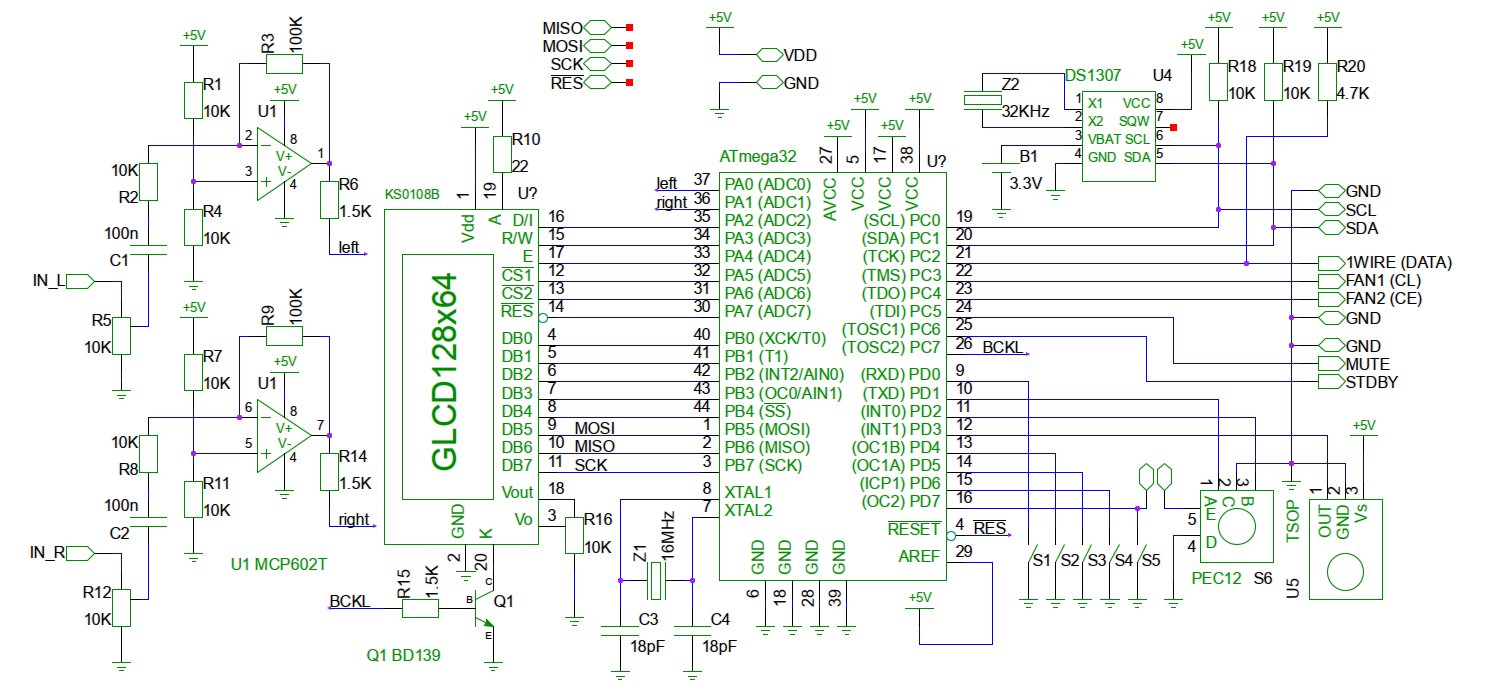 +5V
R1
10K
R3
100K
+5V
U1
2
3
8
V+
V-
4
1
10K
R2
R4
10K
R6
1.5K
100n
C1
left
IN_L
R5
10K
+5V
R7
10K
R9
100K
+5V
U1
6
5
8
V+
V-
4
7
10K
R8
R11
10K
R14
1.5K
100n
C2
right
IN_R
R12
10K
U1 MCP602T
MISO
MOSI
SCK
RES
+5V
VDD
GND
+5V
+5V
R10
22
KS0108B
1
19
U?
Vdd
A
GLCD128x64
D/I 16
R/W 15
E 17
CS1 12
CS2 13
RES 14
DB0 4
DB1 5
DB2 6
DB3 7
DB4 8
DB5 9 MOSI
DB6 10 MISO
DB7 11 SCK
Vout 18
Vo 3
GND
K
2
20
R16
10K
BCKL
R15
1.5K
C
B
E
Q1
Q1 BD139
Z1
16MHz
C3
18pF
C4
18pF
ATmega32
+5V
+5V
+5V
+5V
27
5
17
38
U?
AVCC
VCC
VCC
VCC
left 37 PA0 (ADC0)
right 36 PA1 (ADC1)
35 PA2 (ADC2)
34 PA3 (ADC3)
33 PA4 (ADC4)
32 PA5 (ADC5)
31 PA6 (ADC6)
30 PA7 (ADC7)
40 PB0 (XCK/T0)
41 PB1 (T1)
42 PB2 (INT2/AIN0)
43 PB3 (OC0/AIN1)
44 PB4 (SS)
1 PB5 (MOSI)
2 PB6 (MISO)
3 PB7 (SCK)
8 XTAL1
7 XTAL2
(SCL) PC0 19
(SDA) PC1 20
(TCK) PC2 21
(TMS) PC3 22
(TDO) PC4 23
(TDI) PC5 24
(TOSC1) PC6 25
(TOSC2) PC7 26 BCKL
(RXD) PD0 9
(TXD) PD1 10
(INT0) PD2 11
(INT1) PD3 12
(OC1B) PD4 13
(OC1A) PD5 14
(ICP1) PD6 15
(OC2) PD7 16
RESET 4 RES
AREF 29
GND
GND
GND
GND
6
18
28
39
+5V
DS1307 U4
+5V
Z2
32KHz
1 X1 VCC 8
2 X2 SQW 7
3 VBAT SCL 6
4 GND SDA 5
B1
3.3V
+5V
+5V
+5V
R18
10K
R19
10K
R20
4.7K
GND
SCL
SDA
1WIRE (DATA)
FAN1 (CL)
FAN2 (CE)
GND
GND
MUTE
STDBY
S1
S2
S3
S4
S5
1
2
3
A
C
B
5 E
4 D
PEC12 S6
+5V
1
2
3
TSOP
OUT
GND
Vs
U5